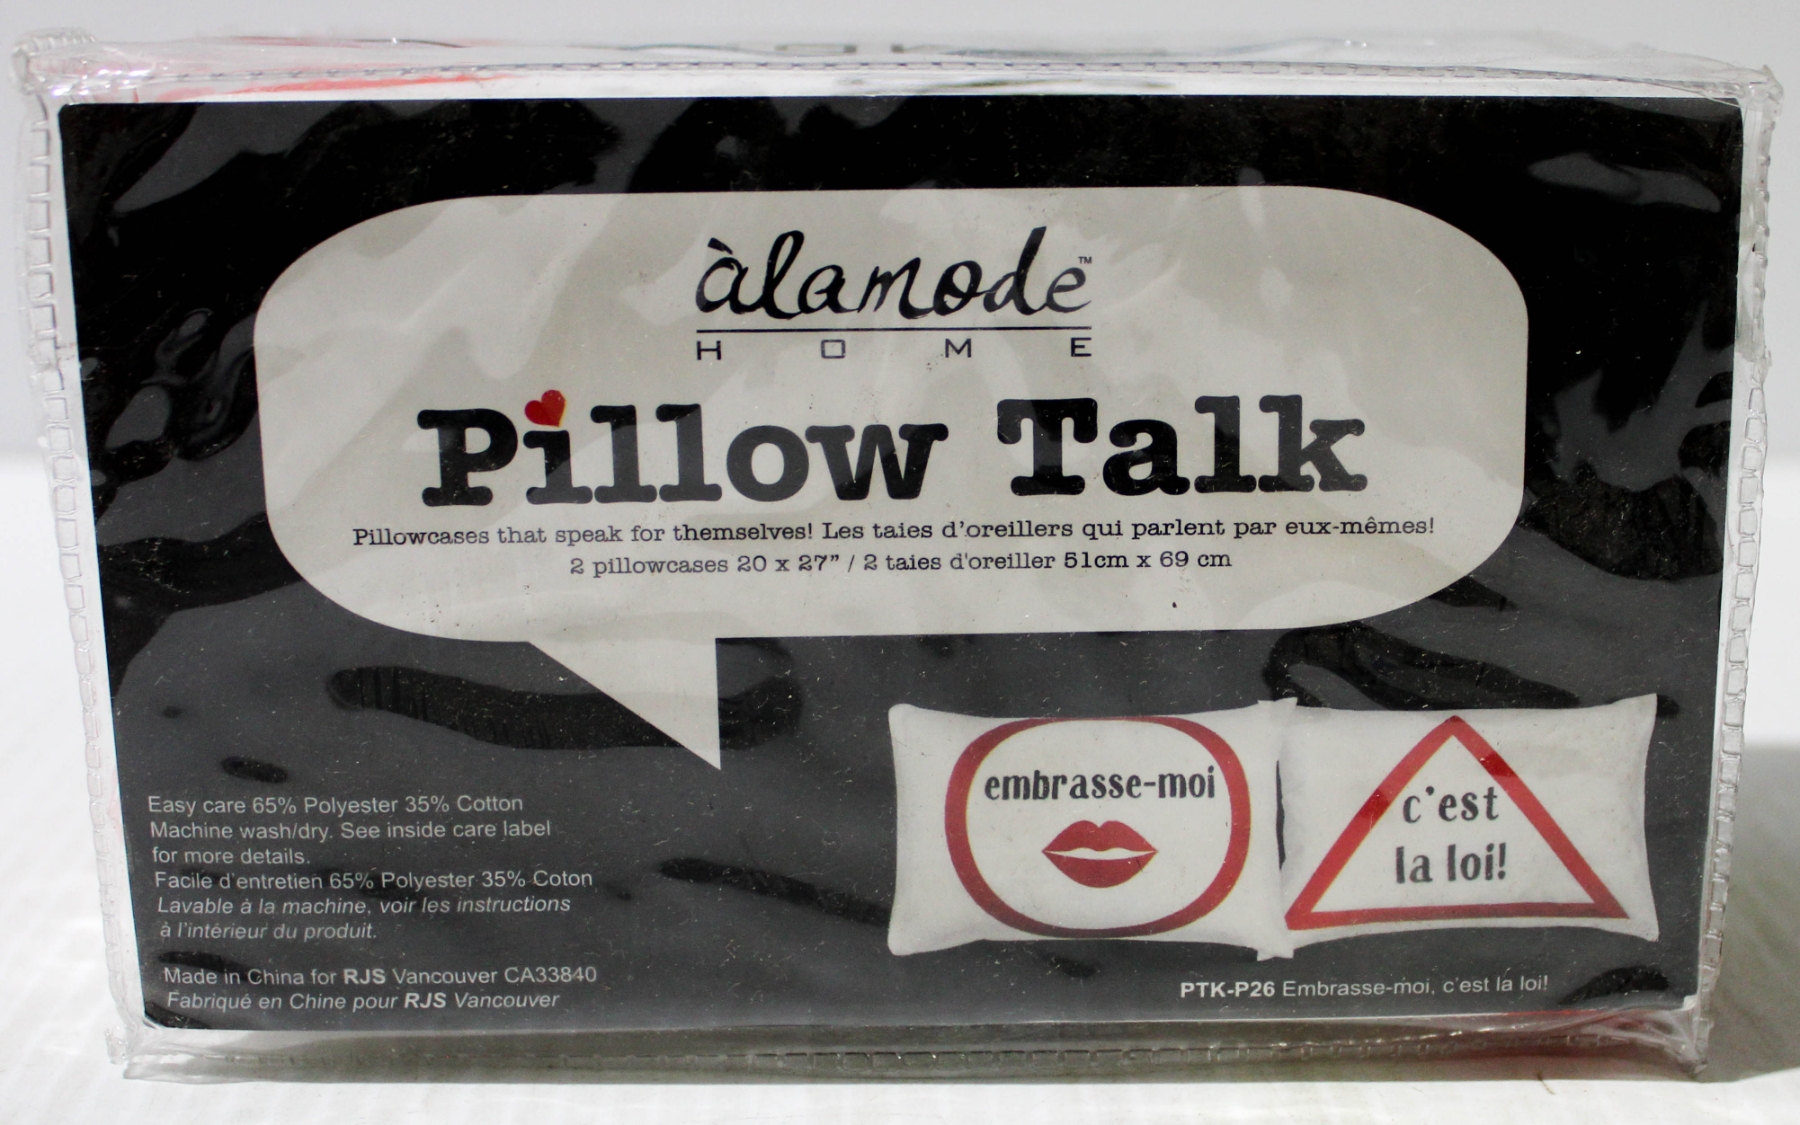 àlamode™
HOME
Pillow Talk
Pillowcases that speak for themselves! Les taies d'oreillers qui parlent par eux-mêmes!
2 pillowcases 20 x 27" / 2 taies d'oreiller 51cm x 69 cm
embrasse-moi
c'est
la loi!
Easy care 65% Polyester 35% Cotton
Machine wash/dry. See inside care label
for more details.
Facile d'entretien 65% Polyester 35% Coton
Lavable à la machine, voir les instructions
à l'intérieur du produit.
Made in China for RJS Vancouver CA33840
Fabriqué en Chine pour RJS Vancouver
PTK-P26 Embrasse-moi, c'est la loi!